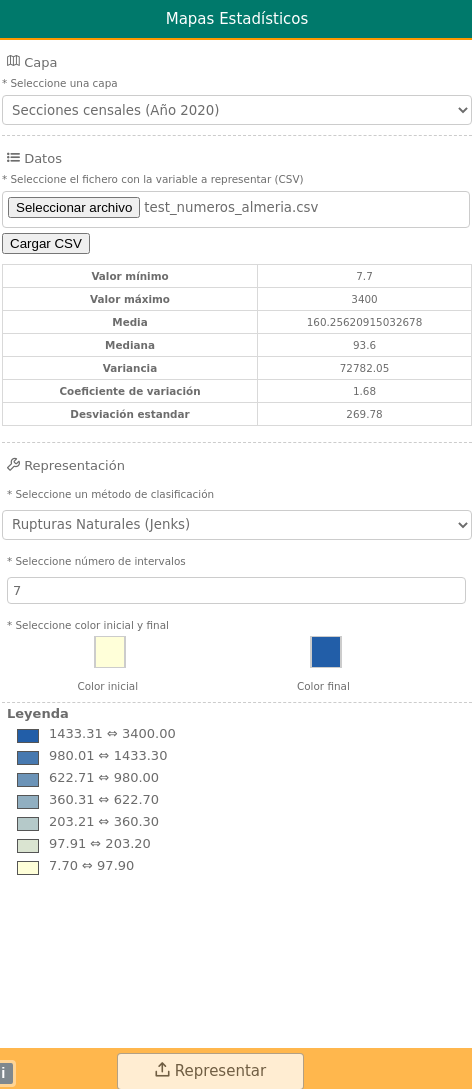 Mapas Estadísticos
Capa
* Seleccione una capa
Secciones censales (Año 2020)
Datos
* Seleccione el fichero con la variable a representar (CSV)
Seleccionar archivo test_numeros_almeria.csv
Cargar CSV
Valor mínimo 7.7
Valor máximo 3400
Media 160.25620915032678
Mediana 93.6
Variancia 72782.05
Coeficiente de variación 1.68
Desviación estandar 269.78
Representación
* Seleccione un método de clasificación
Rupturas Naturales (Jenks)
* Seleccione número de intervalos
7
* Seleccione color inicial y final
Color inicial Color final
Leyenda
1433.31 ⇔ 3400.00
980.01 ⇔ 1433.30
622.71 ⇔ 980.00
360.31 ⇔ 622.70
203.21 ⇔ 360.30
97.91 ⇔ 203.20
7.70 ⇔ 97.90
i
Representar